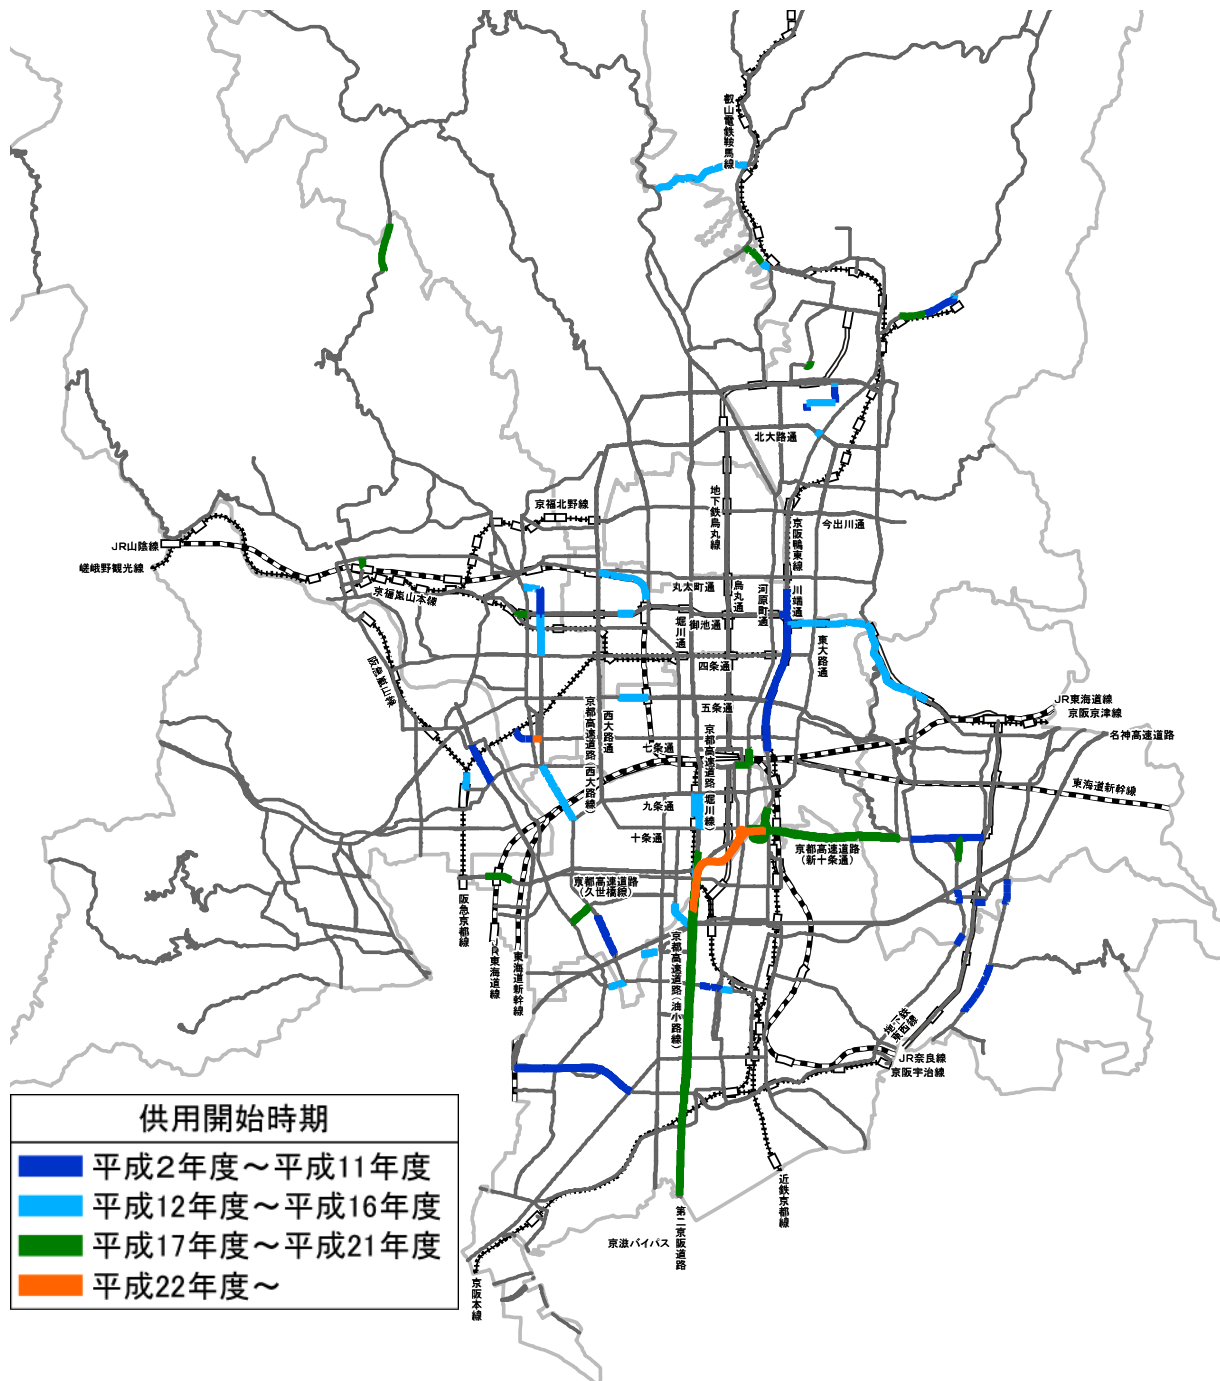 叡山電鉄鞍馬線
北大路通
地下鉄烏丸線
京福北野線
京阪鴨東線
今出川通
JR山陰線
嵯峨野観光線
京福嵐山本線
丸太町通
烏丸通
河原町通
川端通
堀川通
御池通
東大路通
四条通
阪急嵐山線
五条通
京都高速道路(西大路線)
西大路通
京都高速道路(堀川線)
七条通
JR東海道線
京阪京津線
名神高速道路
東海道新幹線
九条通
十条通
京都高速道路
(新十条通)
京都高速道路
(久世橋線)
阪急京都線
JR東海道線
東海道新幹線
京都高速道路(油小路線)
地下鉄
東西線
JR奈良線
京阪宇治線
近鉄京都線
第二京阪道路
京滋バイパス
京阪本線
供用開始時期
平成2年度～平成11年度
平成12年度～平成16年度
平成17年度～平成21年度
平成22年度～